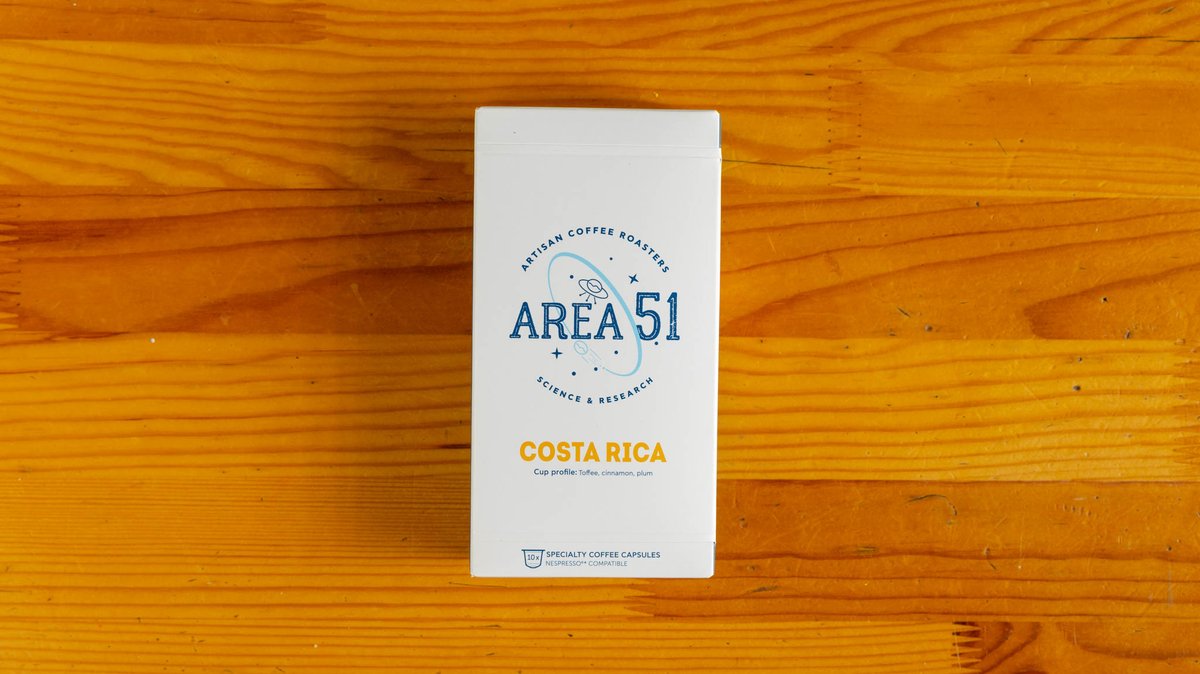 ARTISAN COFFEE ROASTERS
AREA 51
SCIENCE & RESEARCH
COSTA RICA
Cup profile: Toffee, cinnamon, plum
10x
SPECIALTY COFFEE CAPSULES
NESPRESSO** COMPATIBLE